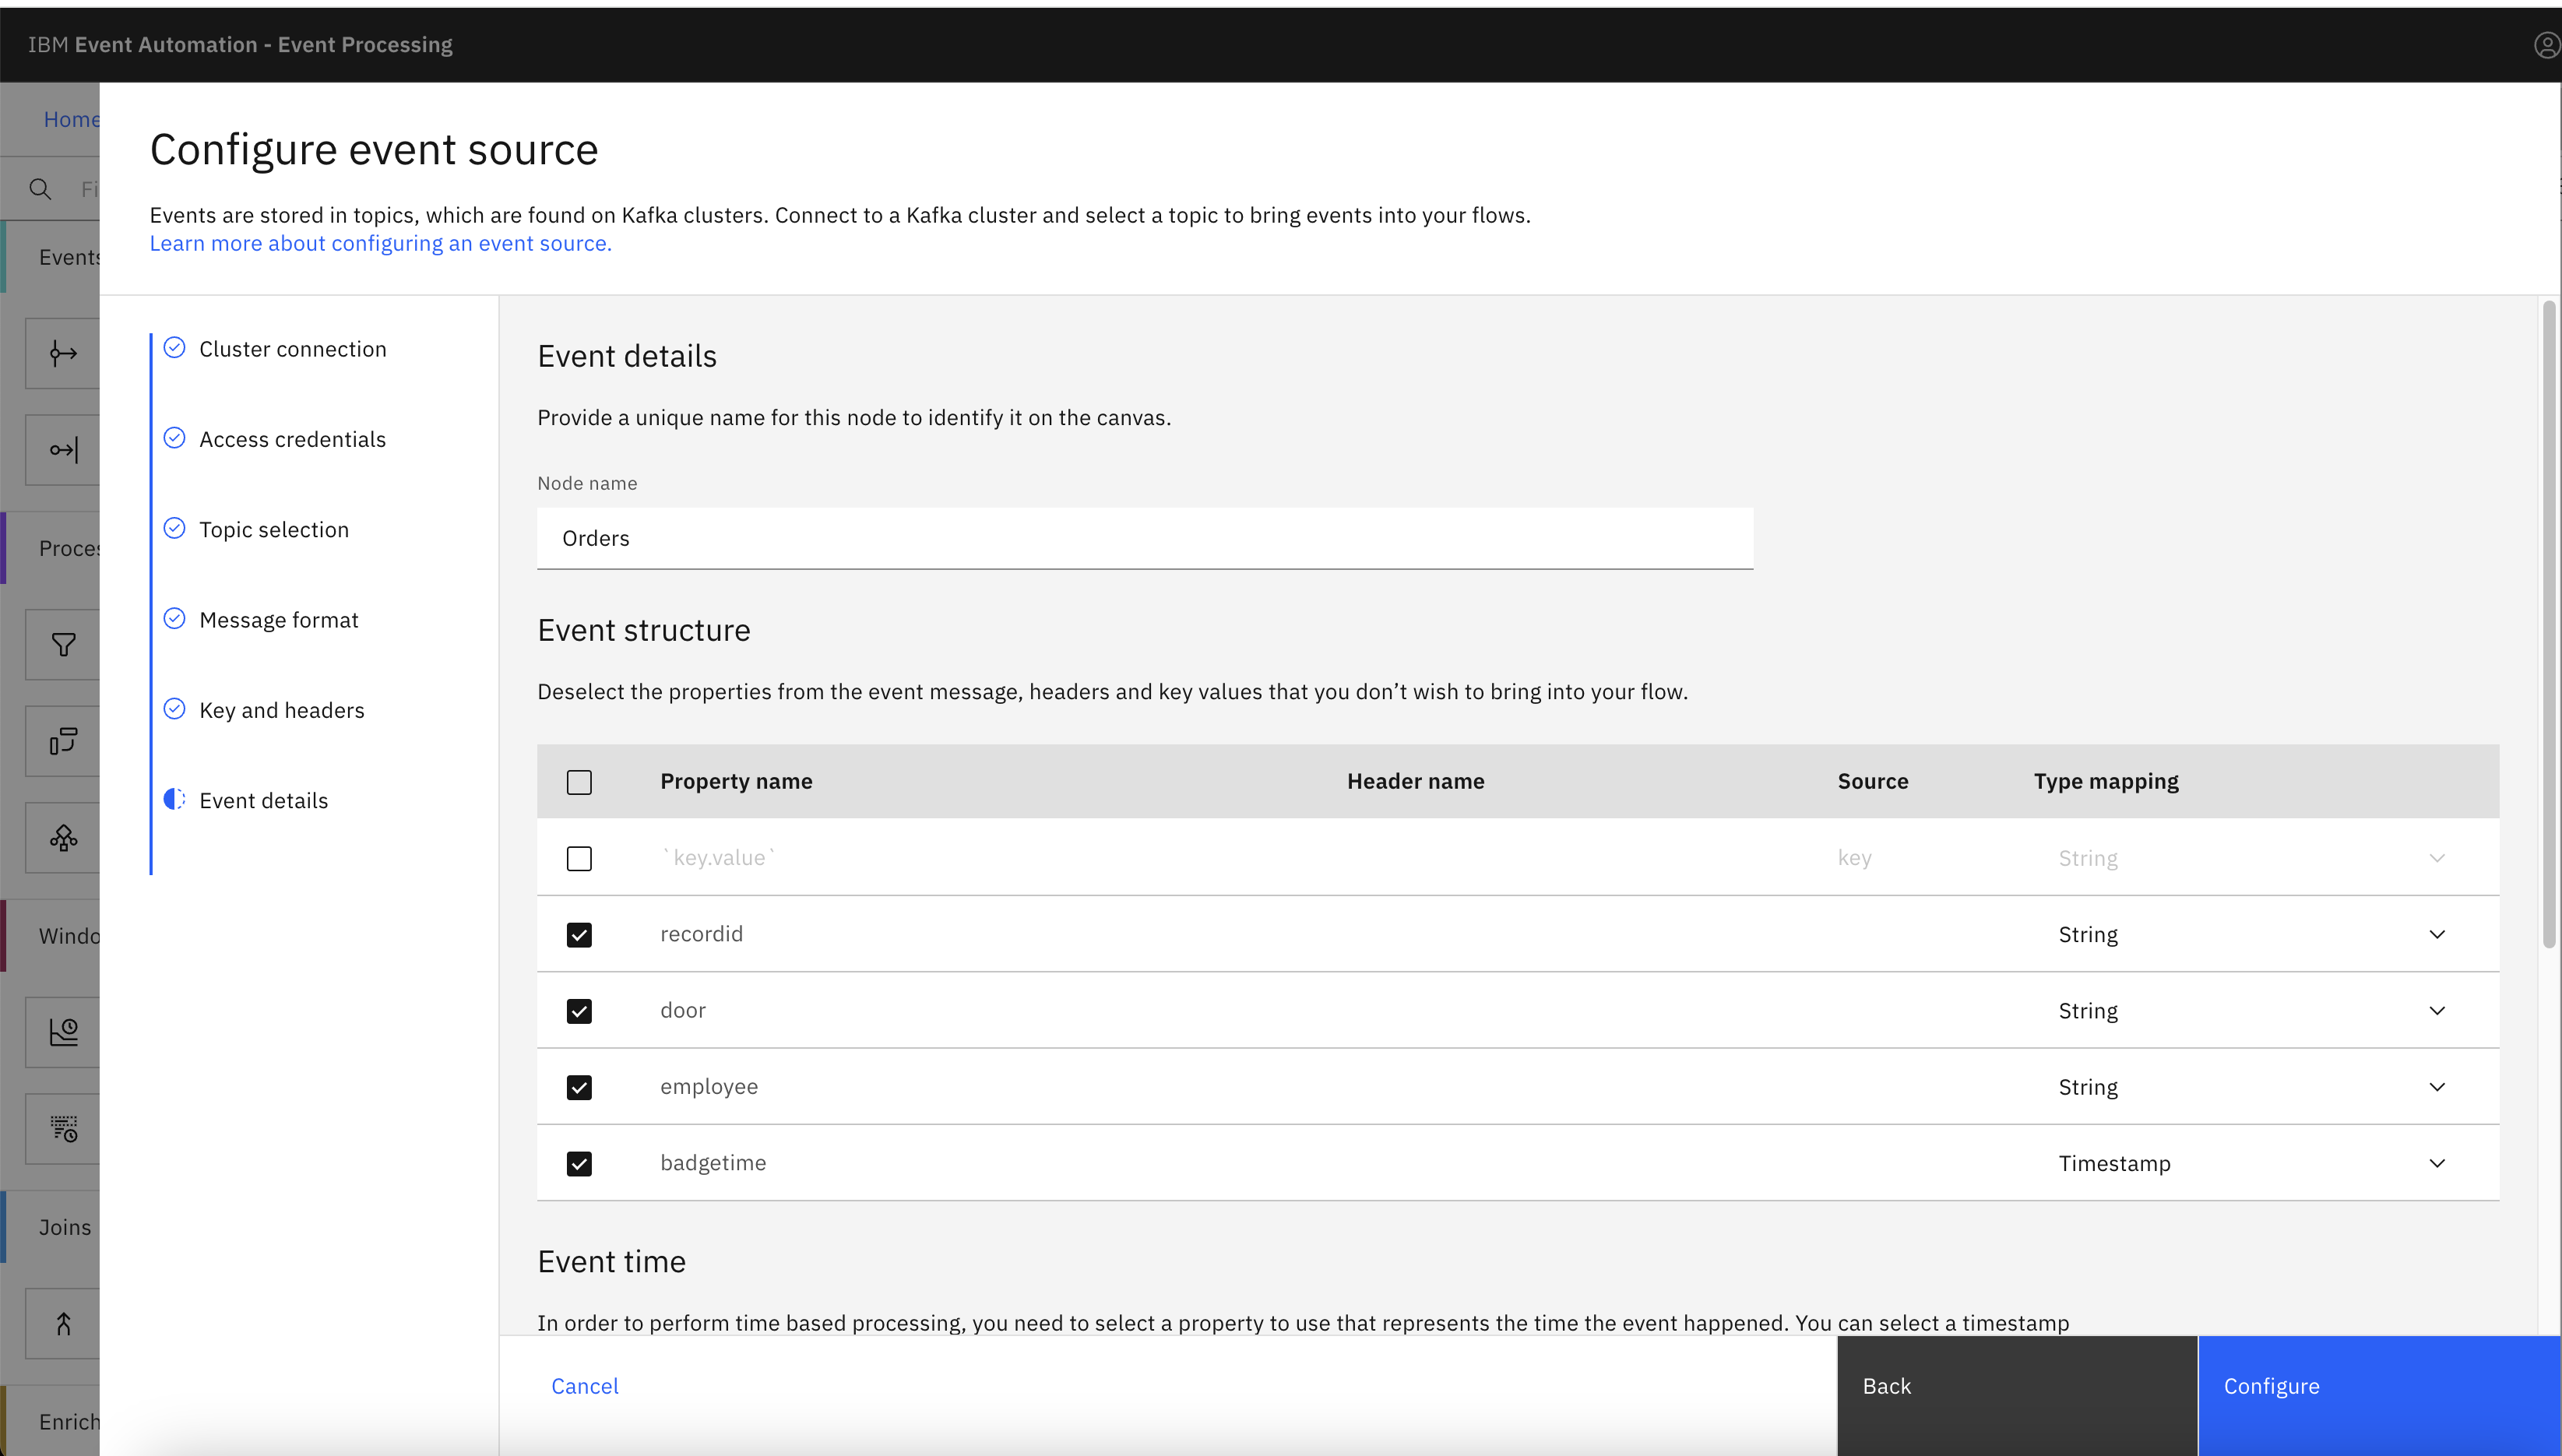 IBM Event Automation - Event Processing
Home
Fi
Configure event source
Events are stored in topics, which are found on Kafka clusters. Connect to a Kafka cluster and select a topic to bring events into your flows.
Learn more about configuring an event source.
Events
Proces
Windo
Joins
Enrich
Cluster connection
Access credentials
Topic selection
Message format
Key and headers
Event details
Event details
Provide a unique name for this node to identify it on the canvas.
Node name
Orders
Event structure
Deselect the properties from the event message, headers and key values that you don’t wish to bring into your flow.
Property name Header name Source Type mapping
`key.value` key String
recordid String
door String
employee String
badgetime Timestamp
Event time
In order to perform time based processing, you need to select a property to use that represents the time the event happened. You can select a timestamp
Cancel Back Configure